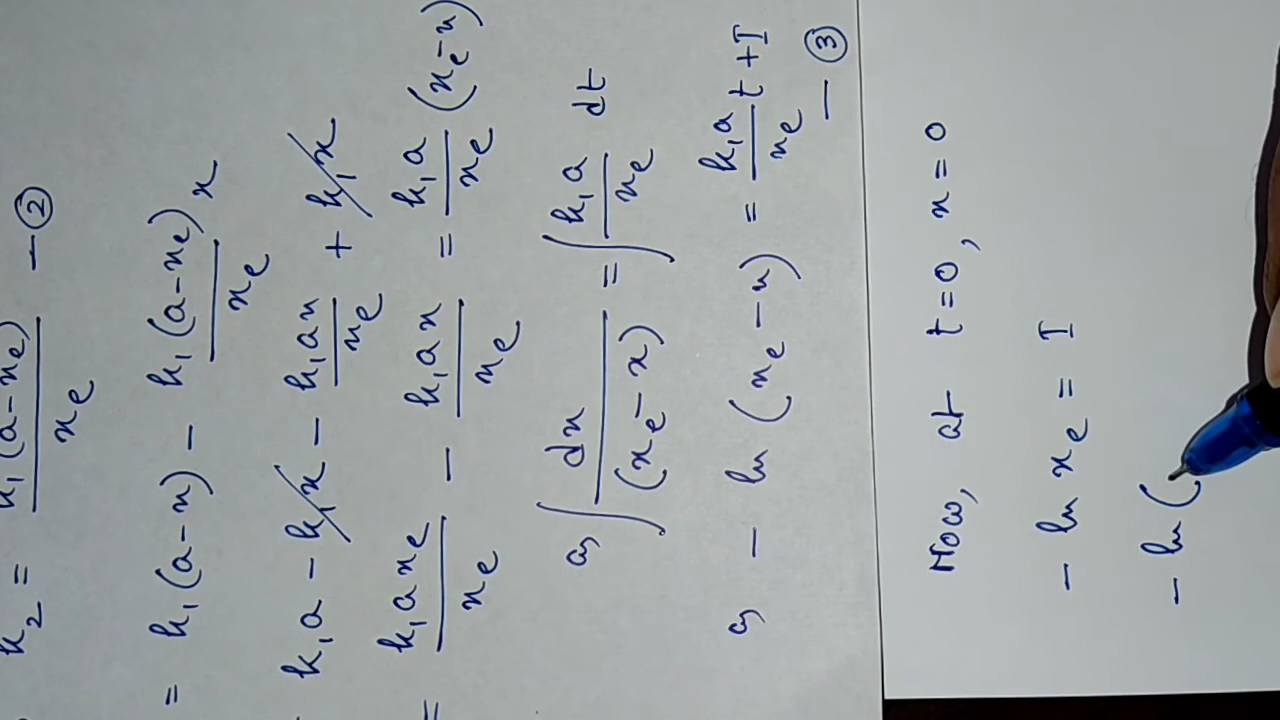 k₂ = k₁(a-xₑ)/xₑ — ②
= k₁(a-x) - k₁(a-xₑ)/xₑ x
k₁a - k₁x - k₁ax/xₑ + k₁x
= k₁axₑ/xₑ - k₁ax/xₑ = k₁a/xₑ (xₑ-x)
∫ dx/(xₑ-x) = ∫ k₁a/xₑ dt
- ln (xₑ-x) = k₁a/xₑ t + I
— ③
Now, at t=0, x=0
- ln xₑ = I
- ln (